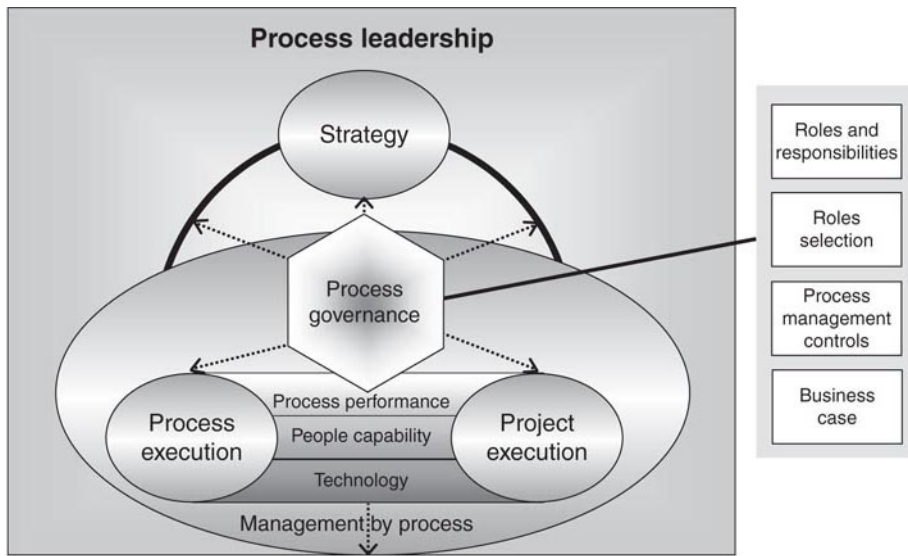 Process leadership
Strategy
Process
governance
Process performance
People capability
Technology
Process
execution
Project
execution
Management by process
Roles and
responsibilities
Roles
selection
Process
management
controls
Business
case